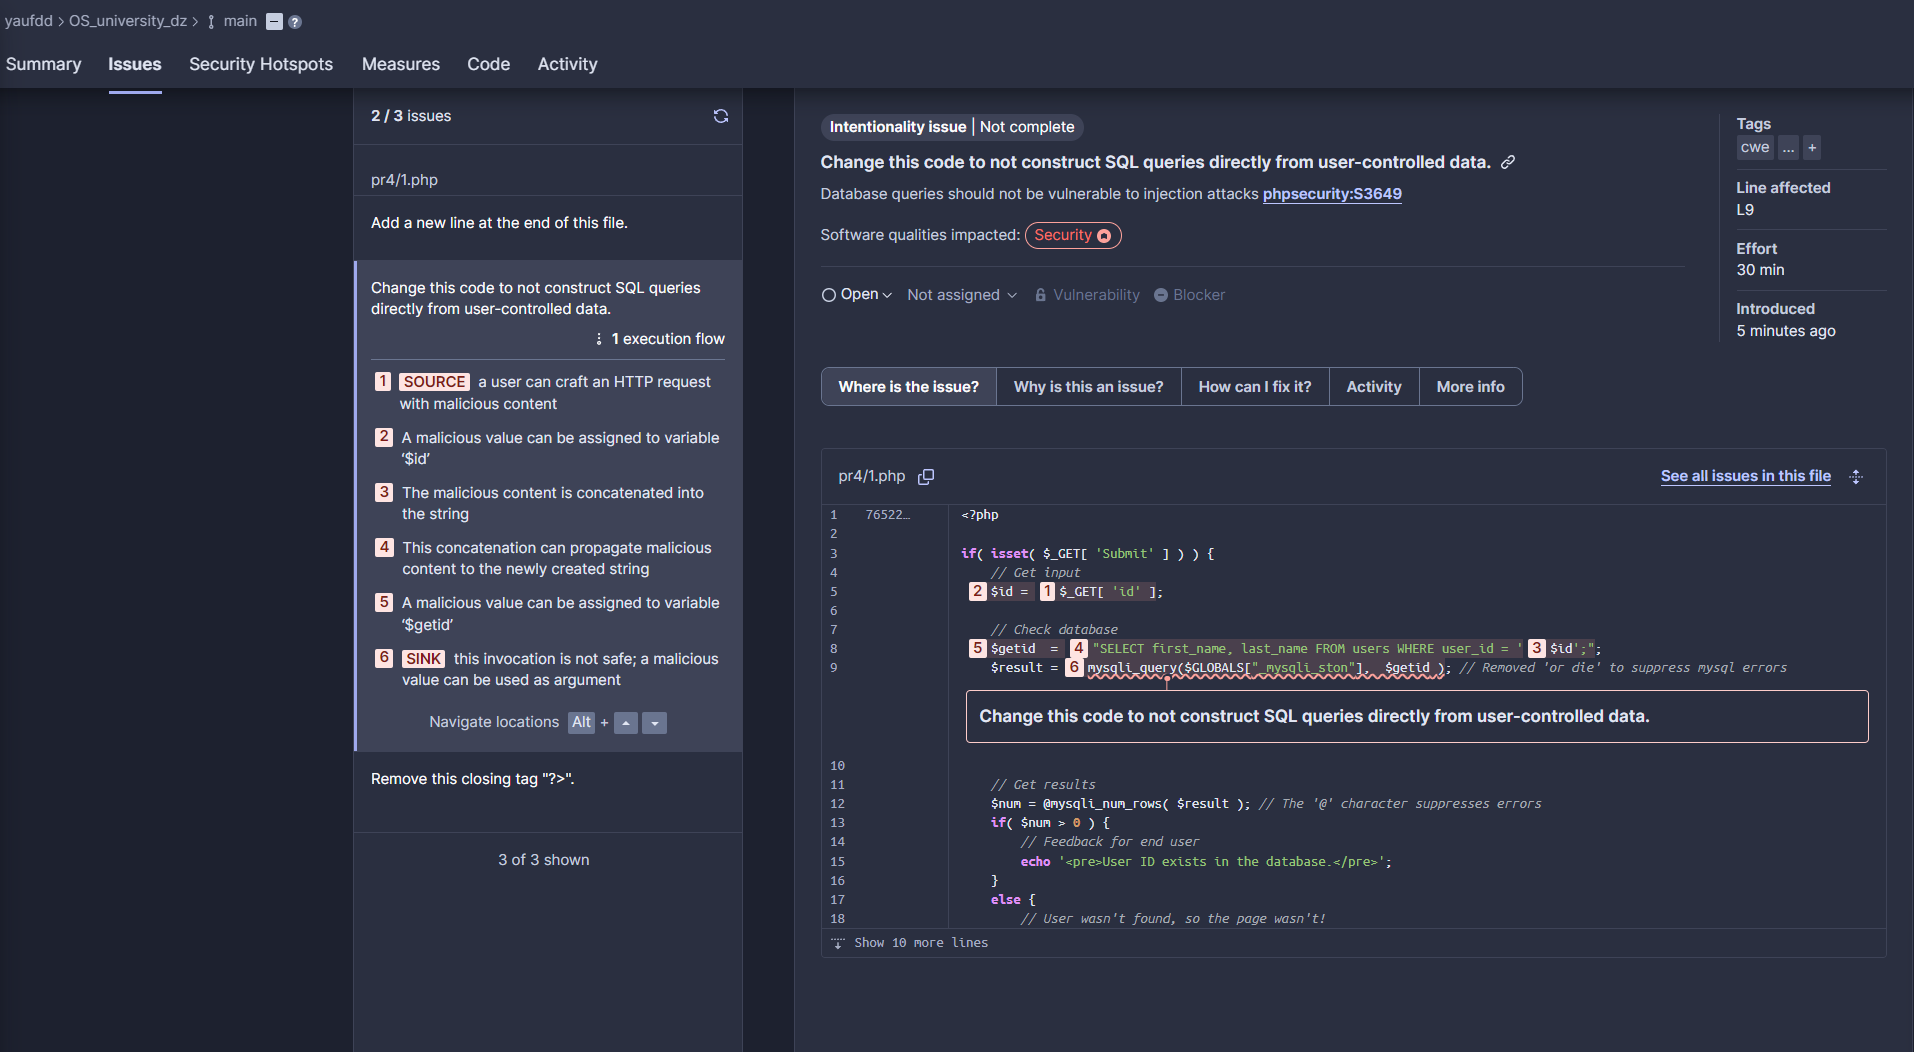 yaufdd > OS_university_dz > main ?
Summary Issues Security Hotspots Measures Code Activity
2 / 3 issues
pr4/1.php
Add a new line at the end of this file.
Change this code to not construct SQL queries
directly from user-controlled data.
1 execution flow
1 SOURCE a user can craft an HTTP request
with malicious content
2 A malicious value can be assigned to variable
‘$id’
3 The malicious content is concatenated into
the string
4 This concatenation can propagate malicious
content to the newly created string
5 A malicious value can be assigned to variable
‘$getid’
6 SINK this invocation is not safe; a malicious
value can be used as argument
Navigate locations Alt +
Remove this closing tag "?>".
3 of 3 shown
Intentionality issue | Not complete
Change this code to not construct SQL queries directly from user-controlled data.
Database queries should not be vulnerable to injection attacks phpsecurity:S3649
Software qualities impacted: Security
Open Not assigned Vulnerability Blocker
Tags
cwe ... +
Line affected
L9
Effort
30 min
Introduced
5 minutes ago
Where is the issue? Why is this an issue? How can I fix it? Activity More info
pr4/1.php See all issues in this file
1 76522… <?php
2
3 if( isset( $_GET[ 'Submit' ] ) ) {
4 // Get input
5 2 $id = 1 $_GET[ 'id' ];
6
7 // Check database
8 5 $getid = 4 "SELECT first_name, last_name FROM users WHERE user_id = ' 3 $id';";
9 $result = 6 mysqli_query($GLOBALS["_mysqli_ston"], $getid ); // Removed 'or die' to suppress mysql errors
Change this code to not construct SQL queries directly from user-controlled data.
10
11 // Get results
12 $num = @mysqli_num_rows( $result ); // The '@' character suppresses errors
13 if( $num > 0 ) {
14 // Feedback for end user
15 echo '<pre>User ID exists in the database.</pre>';
16 }
17 else {
18 // User wasn't found, so the page wasn't!
Show 10 more lines